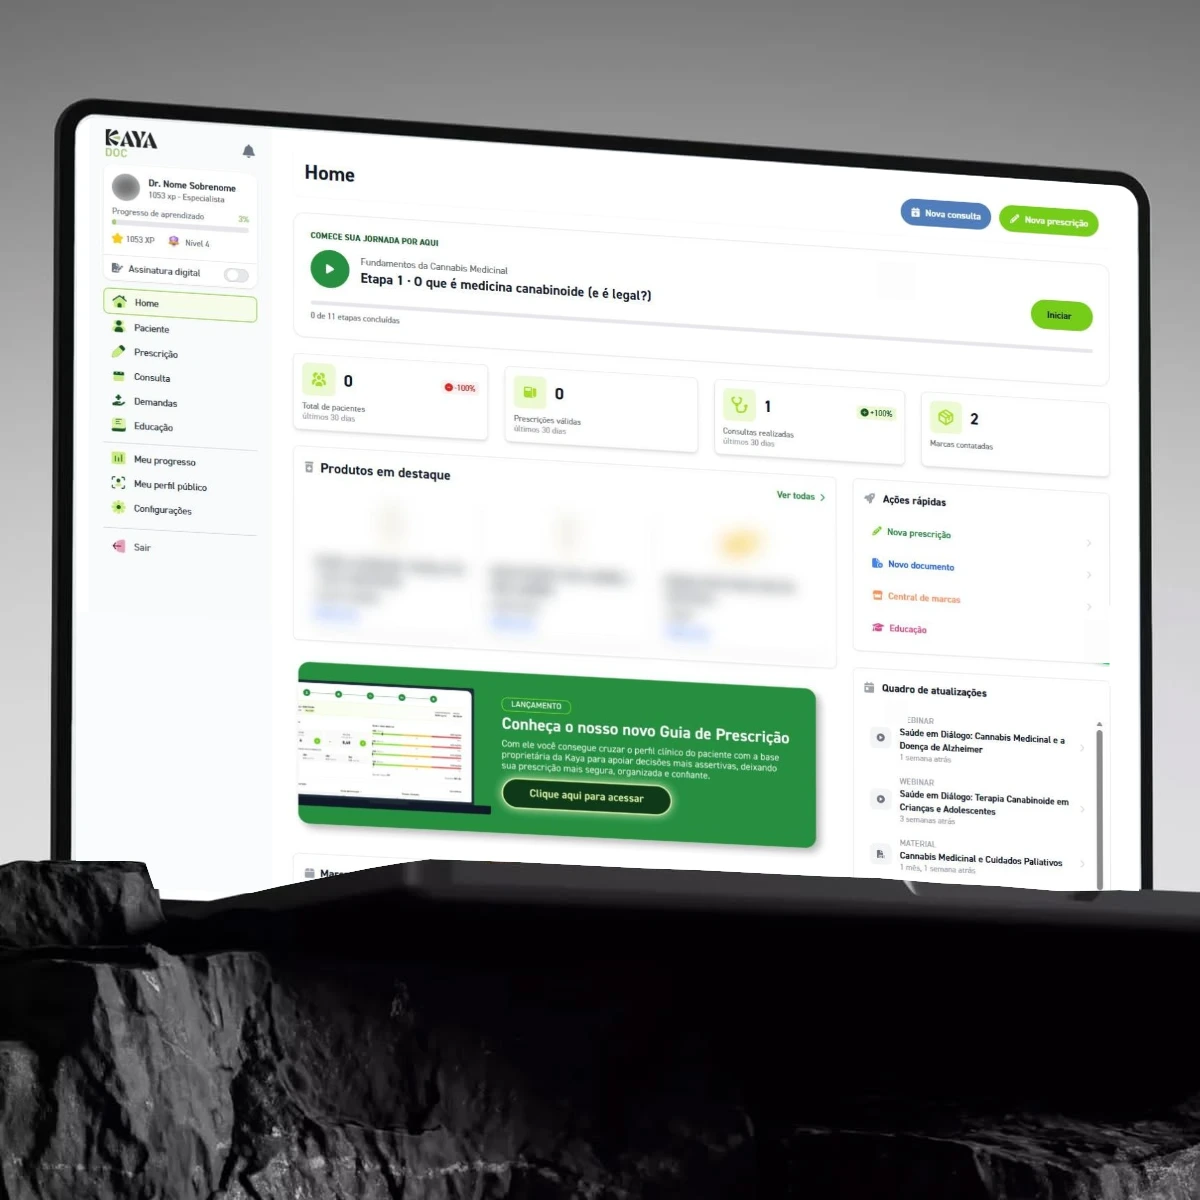 KAYA
DOC
Dr. Nome Sobrenome
1053 xp - Especialista
Progresso de aprendizado 3%
1053 XP Nível 4
Assinatura digital
Home
Paciente
Prescrição
Consulta
Demandas
Educação
Meu progresso
Meu perfil público
Configurações
Sair
Home
Nova consulta
Nova prescrição
COMECE SUA JORNADA POR AQUI
Fundamentos da Cannabis Medicinal
Etapa 1 · O que é medicina canabinoide (e é legal?)
0 de 11 etapas concluídas
Iniciar
0 -100%
Total de pacientes
últimos 30 dias
0
Prescrições válidas
últimos 30 dias
1 +100%
Consultas realizadas
últimos 30 dias
2
Marcas contatadas
Produtos em destaque
Ver todas
LANÇAMENTO
Conheça o nosso novo Guia de Prescrição
Com ele você consegue cruzar o perfil clínico do paciente com a base
proprietária da Kaya para apoiar decisões mais assertivas, deixando
sua prescrição mais segura, organizada e confiante.
Clique aqui para acessar
Ações rápidas
Nova prescrição
Novo documento
Central de marcas
Educação
Quadro de atualizações
EBINAR
Saúde em Diálogo: Cannabis Medicinal e a
Doença de Alzheimer
1 semana atrás
WEBINAR
Saúde em Diálogo: Terapia Canabinoide em
Crianças e Adolescentes
3 semanas atrás
MATERIAL
Cannabis Medicinal e Cuidados Paliativos
1 mês, 1 semana atrás